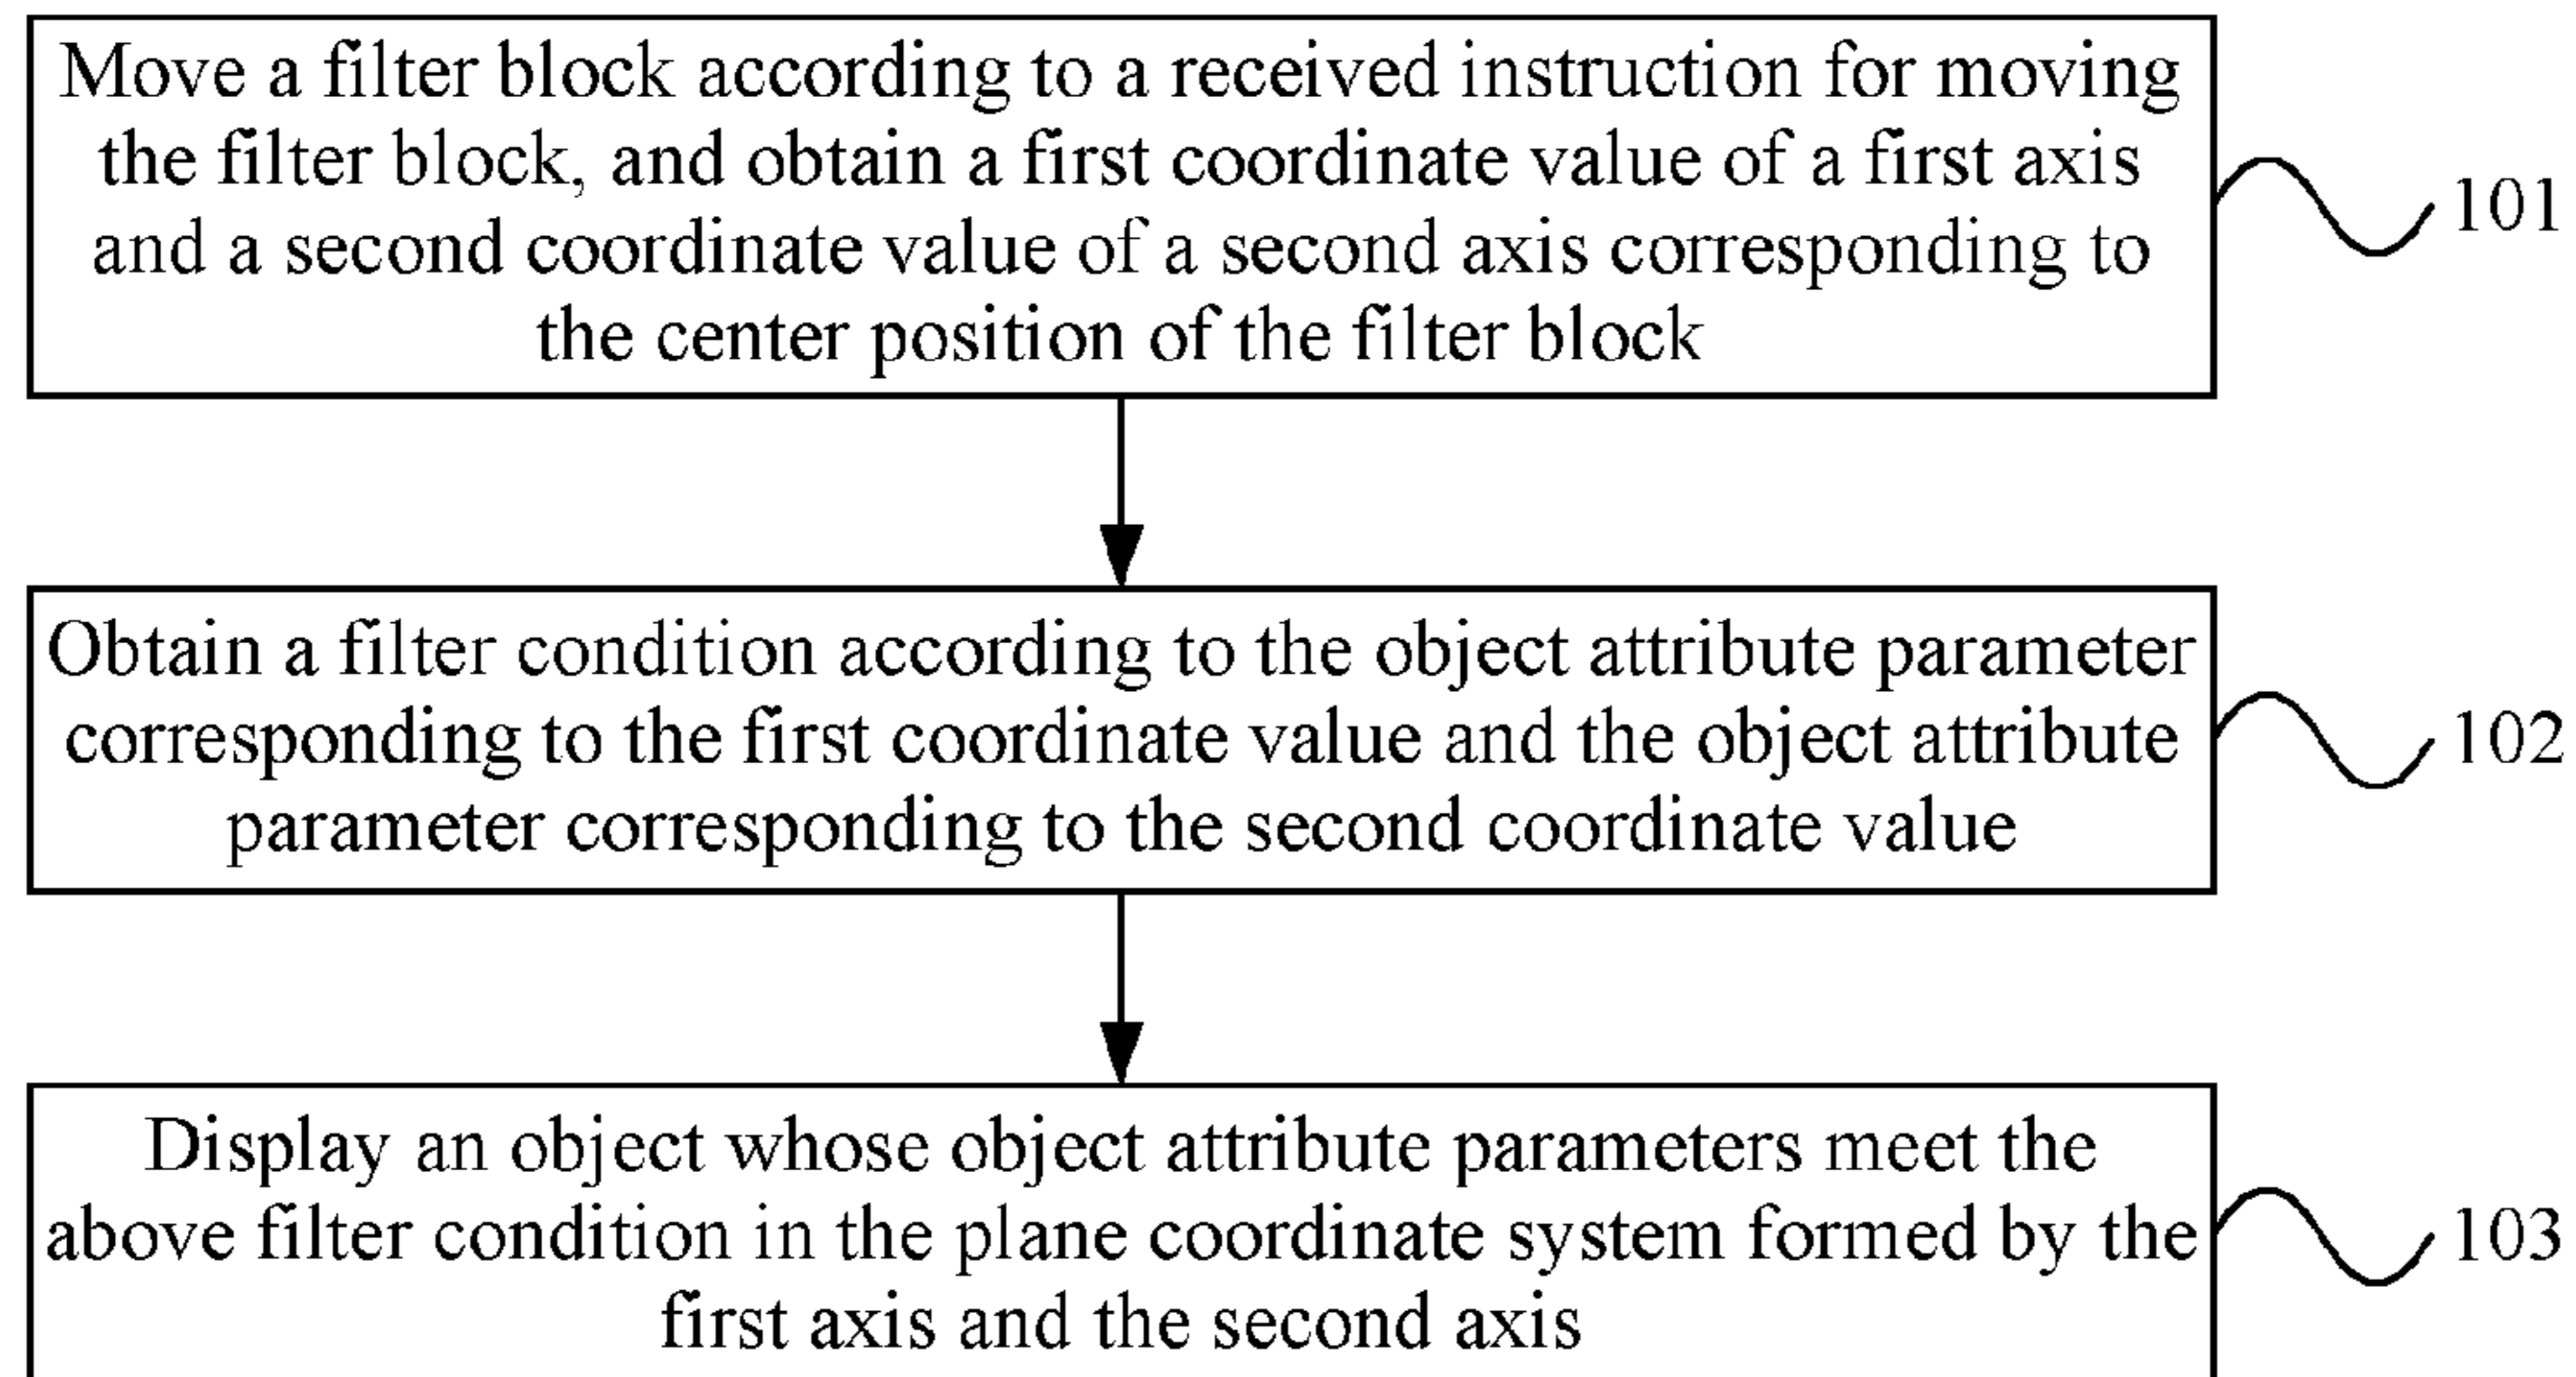 Move a filter block according to a received instruction for moving
the filter block, and obtain a first coordinate value of a first axis
and a second coordinate value of a second axis corresponding to
the center position of the filter block
101
Obtain a filter condition according to the object attribute parameter
corresponding to the first coordinate value and the object attribute
parameter corresponding to the second coordinate value
102
Display an object whose object attribute parameters meet the
above filter condition in the plane coordinate system formed by the
first axis and the second axis
103